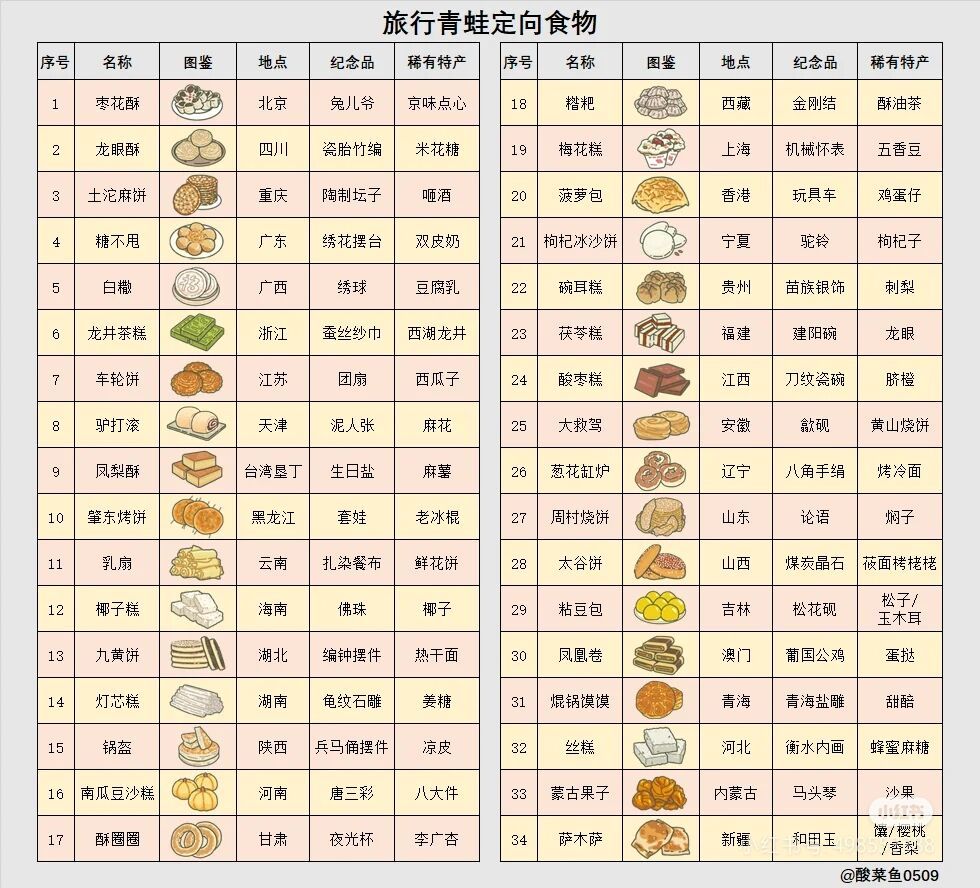 旅行青蛙定向食物
序号 名称 图鉴 地点 纪念品 稀有特产
1 枣花酥 北京 兔儿爷 京味点心
2 龙眼酥 四川 瓷胎竹编 米花糖
3 土沱麻饼 重庆 陶制坛子 咂酒
4 糖不甩 广东 绣花摆台 双皮奶
5 白糤 广西 绣球 豆腐乳
6 龙井茶糕 浙江 蚕丝纱巾 西湖龙井
7 车轮饼 江苏 团扇 西瓜子
8 驴打滚 天津 泥人张 麻花
9 凤梨酥 台湾垦丁 生日盐 麻薯
10 肇东烤饼 黑龙江 套娃 老冰棍
11 乳扇 云南 扎染餐布 鲜花饼
12 椰子糕 海南 佛珠 椰子
13 九黄饼 湖北 编钟摆件 热干面
14 灯芯糕 湖南 龟纹石雕 姜糖
15 锅盔 陕西 兵马俑摆件 凉皮
16 南瓜豆沙糕 河南 唐三彩 八大件
17 酥圈圈 甘肃 夜光杯 李广杏
序号 名称 图鉴 地点 纪念品 稀有特产
18 糌粑 西藏 金刚结 酥油茶
19 梅花糕 上海 机械怀表 五香豆
20 菠萝包 香港 玩具车 鸡蛋仔
21 枸杞冰沙饼 宁夏 驼铃 枸杞子
22 碗耳糕 贵州 苗族银饰 刺梨
23 茯苓糕 福建 建阳碗 龙眼
24 酸枣糕 江西 刀纹瓷碗 脐橙
25 大救驾 安徽 歙砚 黄山烧饼
26 葱花缸炉 辽宁 八角手绢 烤冷面
27 周村烧饼 山东 论语 焖子
28 太谷饼 山西 煤炭晶石 莜面栲栳栳
29 粘豆包 吉林 松花砚 松子/
玉木耳
30 凤凰卷 澳门 葡国公鸡 蛋挞
31 焜锅馍馍 青海 青海盐雕 甜醅
32 丝糕 河北 衡水内画 蜂蜜麻糖
33 蒙古果子 内蒙古 马头琴 沙果
小红书
34 萨木萨 新疆 和田玉 馕/樱桃
/香梨
@酸菜鱼0509